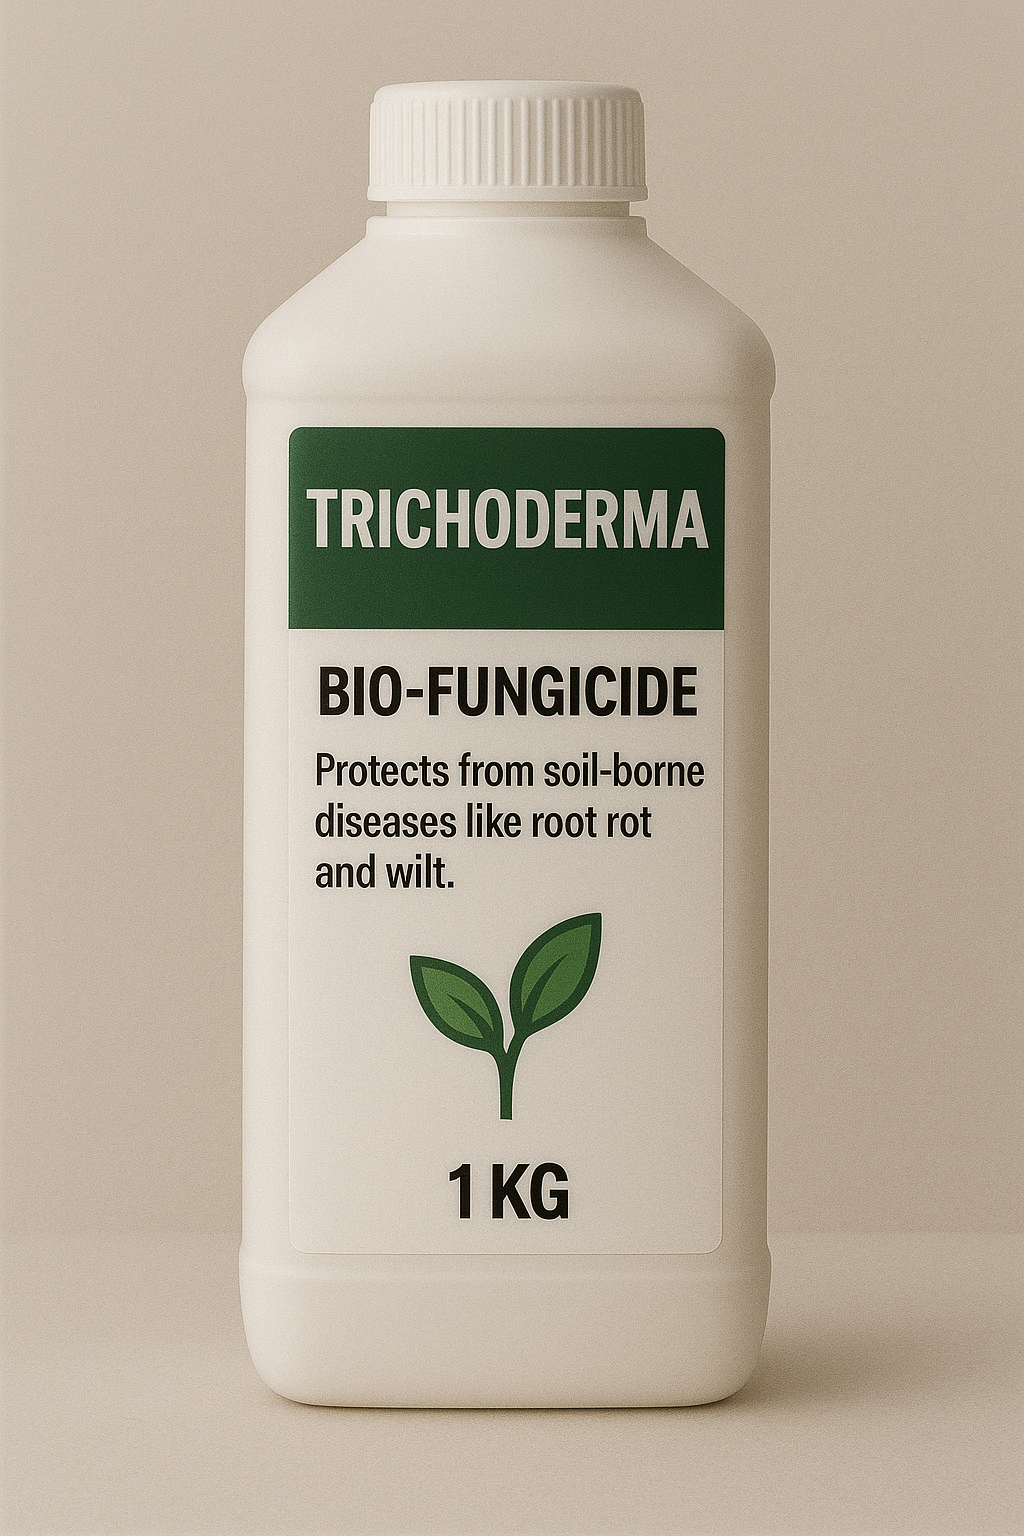 TRICHODERMA
BIO-FUNGICIDE
Protects from soil-borne
diseases like root rot
and wilt.
1 KG